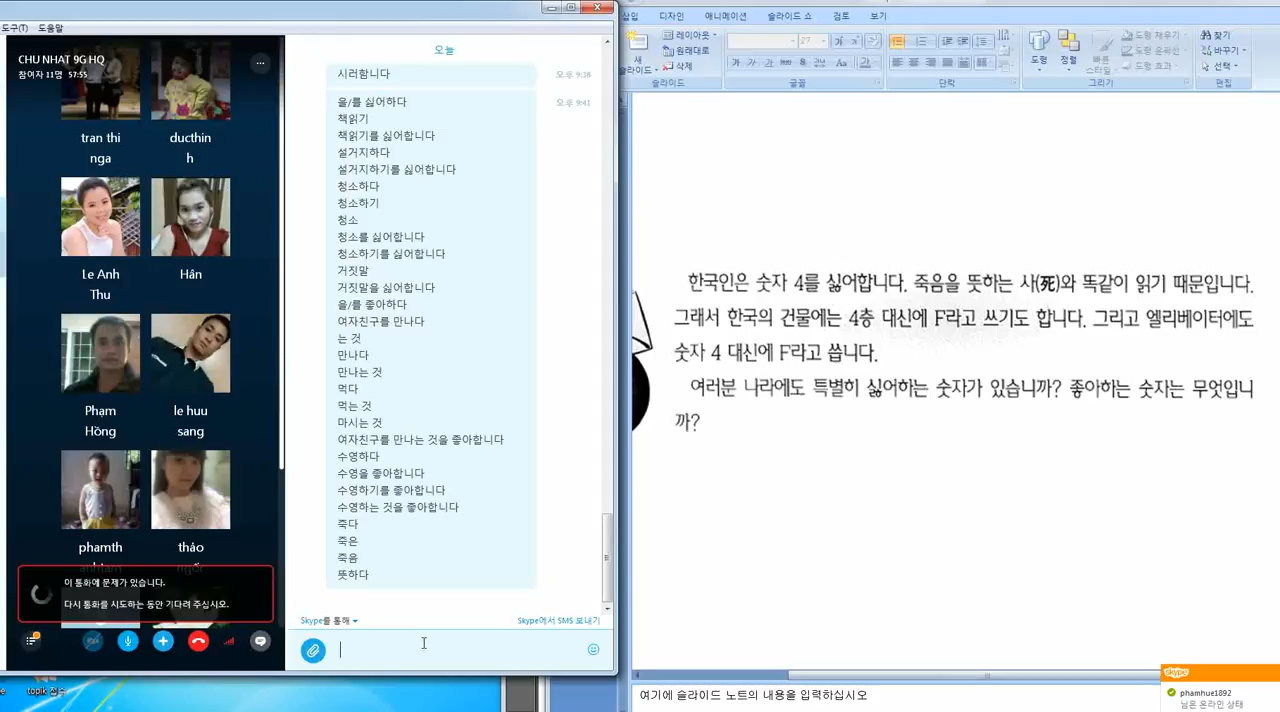 도구(T) 도움말
CHU NHAT 9G HQ
참여자 11명 57:55
tran thi nga
ducthinh
Le Anh Thu
Hân
Phạm Hồng
le huu sang
phamth
thảo
이 통화에 문제가 있습니다.
다시 통화를 시도하는 동안 기다려 주십시오.
topik 접수
오늘
시러합니다
오후 9:38
을/를 싫어하다
오후 9:41
책읽기
책읽기를 싫어합니다
설거지하다
설거지하기를 싫어합니다
청소하다
청소하기
청소
청소를 싫어합니다
청소하기를 싫어합니다
거짓말
거짓말을 싫어합니다
을/를 좋아하다
여자친구를 만나다
는 것
만나다
만나는 것
먹다
먹는 것
마시는 것
여자친구를 만나는 것을 좋아합니다
수영하다
수영을 좋아합니다
수영하기를 좋아합니다
수영하는 것을 좋아합니다
죽다
죽은
죽음
뜻하다
Skype를 통해
Skype에서 SMS 보내기
삽입 디자인 애니메이션 슬라이드 쇼 검토 보기
새 슬라이드
레이아웃
원래대로
삭제
슬라이드
27
글꼴
단락
도형
정렬
빠른 스타일
도형 채우기
도형 윤곽선
도형 효과
그리기
찾기
바꾸기
선택
편집
한국인은 숫자 4를 싫어합니다. 죽음을 뜻하는 사(死)와 똑같이 읽기 때문입니다.
그래서 한국의 건물에는 4층 대신에 F라고 쓰기도 합니다. 그리고 엘리베이터에도
숫자 4 대신에 F라고 씁니다.
여러분 나라에도 특별히 싫어하는 숫자가 있습니까? 좋아하는 숫자는 무엇입니
까?
여기에 슬라이드 노트의 내용을 입력하십시오
skype
phamhue1892
님은 온라인 상태